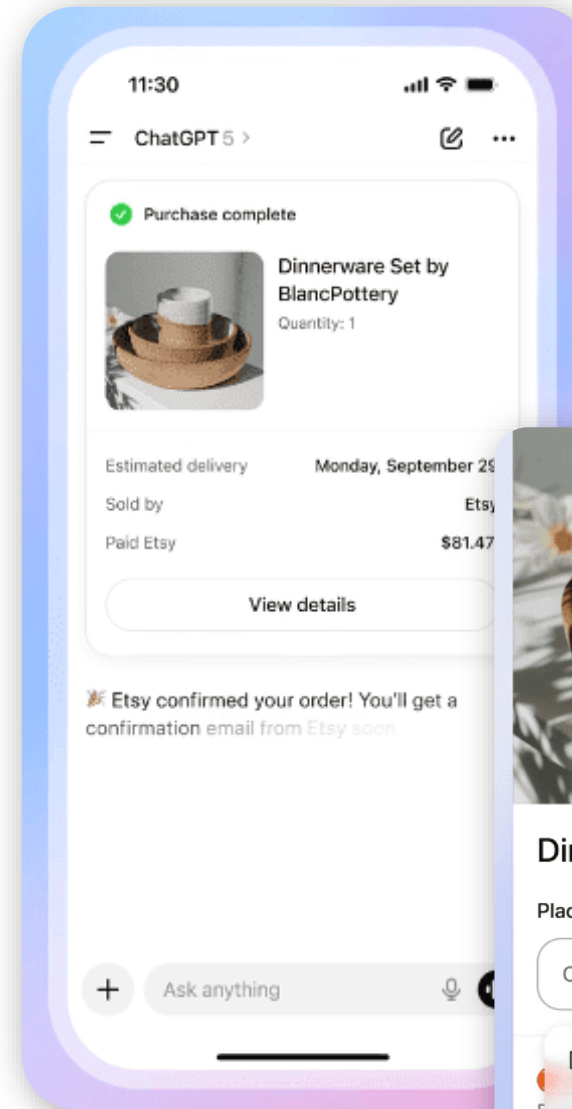 11:30
ChatGPT 5 >
Purchase complete
Dinnerware Set by
BlancPottery
Quantity: 1
Estimated delivery Monday, September 29
Sold by Etsy
Paid Etsy $81.47
View details
🎉 Etsy confirmed your order! You'll get a
confirmation email from Etsy soon
Ask anything